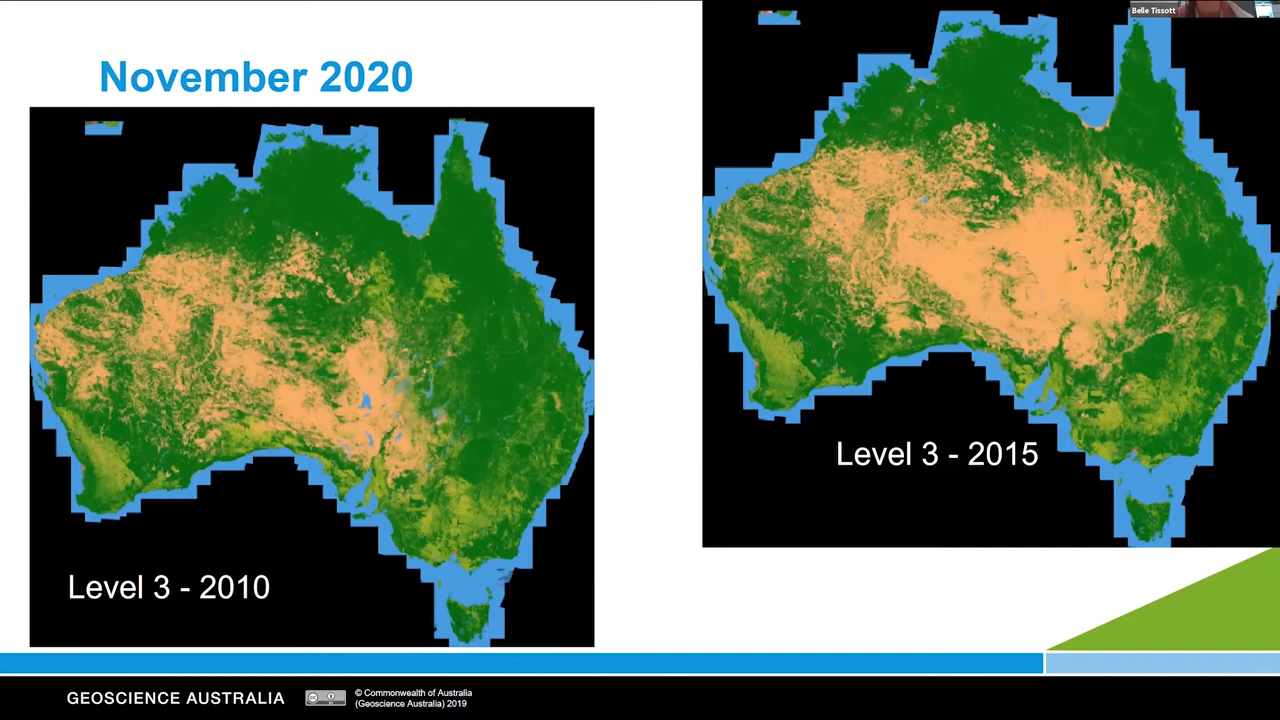 Belle Tissott
November 2020
Level 3 - 2015
Level 3 - 2010
GEOSCIENCE AUSTRALIA
© Commonwealth of Australia
(Geoscience Australia) 2019